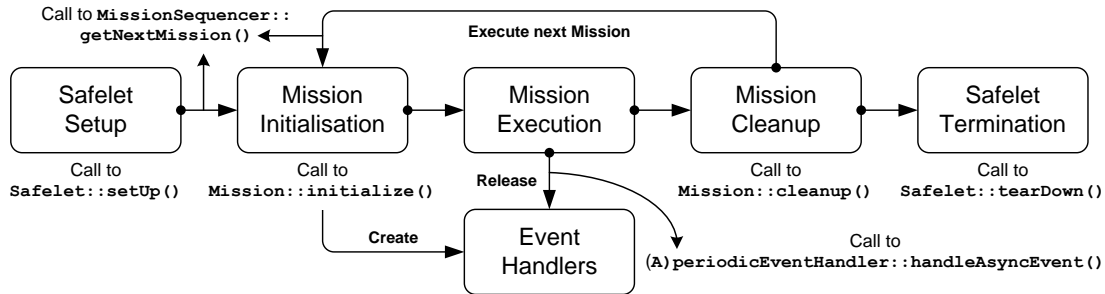 Call to MissionSequencer::
getNextMission()
Execute next Mission
Safelet
Setup
Mission
Initialisation
Mission
Execution
Mission
Cleanup
Safelet
Termination
Call to
Safelet::setUp()
Call to
Mission::initialize()
Release
Call to
Mission::cleanup()
Call to
Safelet::tearDown()
Create
Event
Handlers
Call to
(A)periodicEventHandler::handleAsyncEvent()